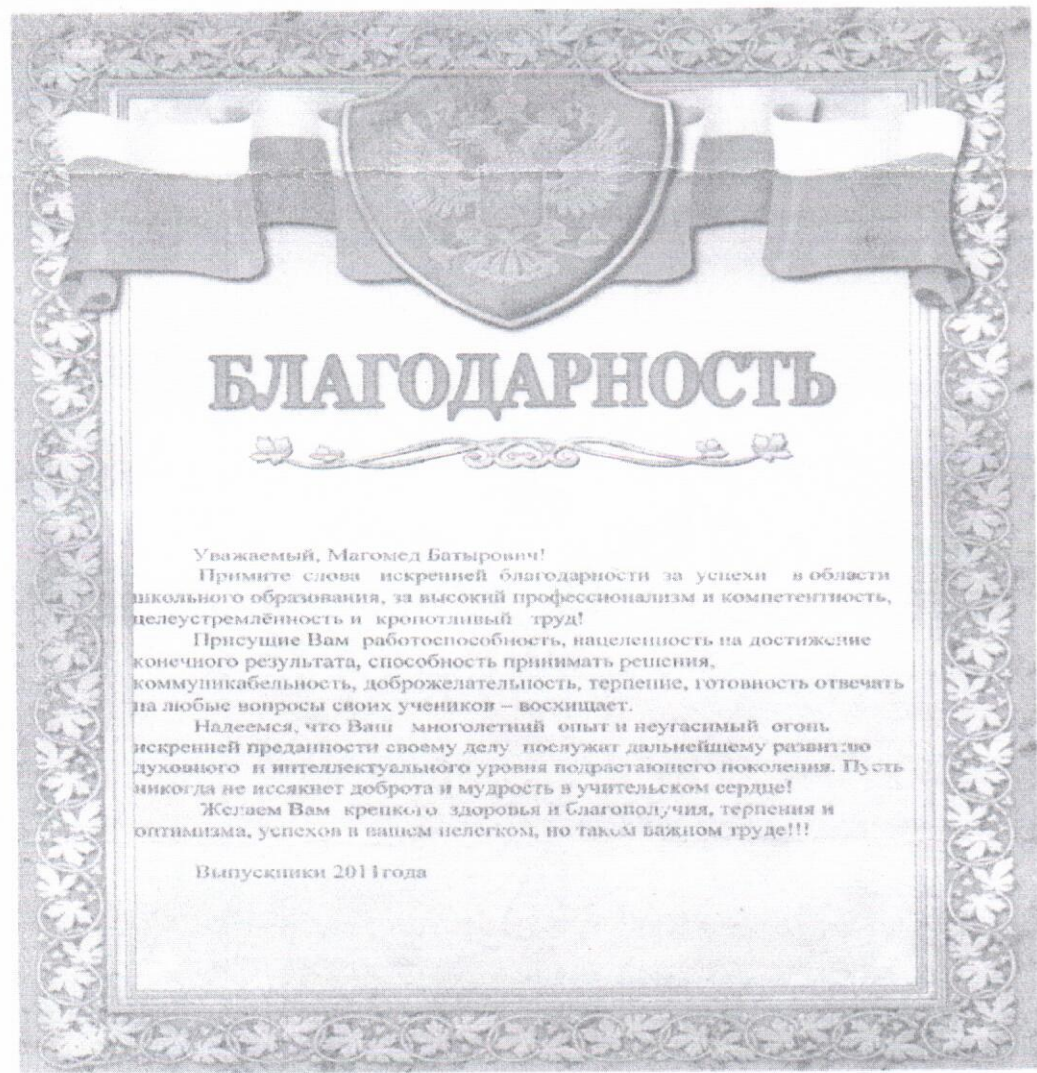 БЛАГОДАРНОСТЬ
Уважаемый, Магомед Батырович!
Примите слова искренней благодарности за успехи в области
школьного образования, за высокий профессионализм и компетентность,
целеустремлённость и кропотливый труд!
Присущие Вам работоспособность, нацеленность на достижение
конечного результата, способность принимать решения,
коммуникабельность, доброжелательность, терпение, готовность отвечать
на любые вопросы своих учеников – восхищает.
Надеемся, что Ваш многолетний опыт и неугасимый огонь
искренней преданности своему делу послужат дальнейшему развитию
духовного и интеллектуального уровня подрастающего поколения. Пусть
никогда не иссякнет доброта и мудрость в учительском сердце!
Желаем Вам крепкого здоровья и благополучия, терпения и
оптимизма, успехов в вашем нелегком, но таком важном труде!!!
Выпускники 2011года